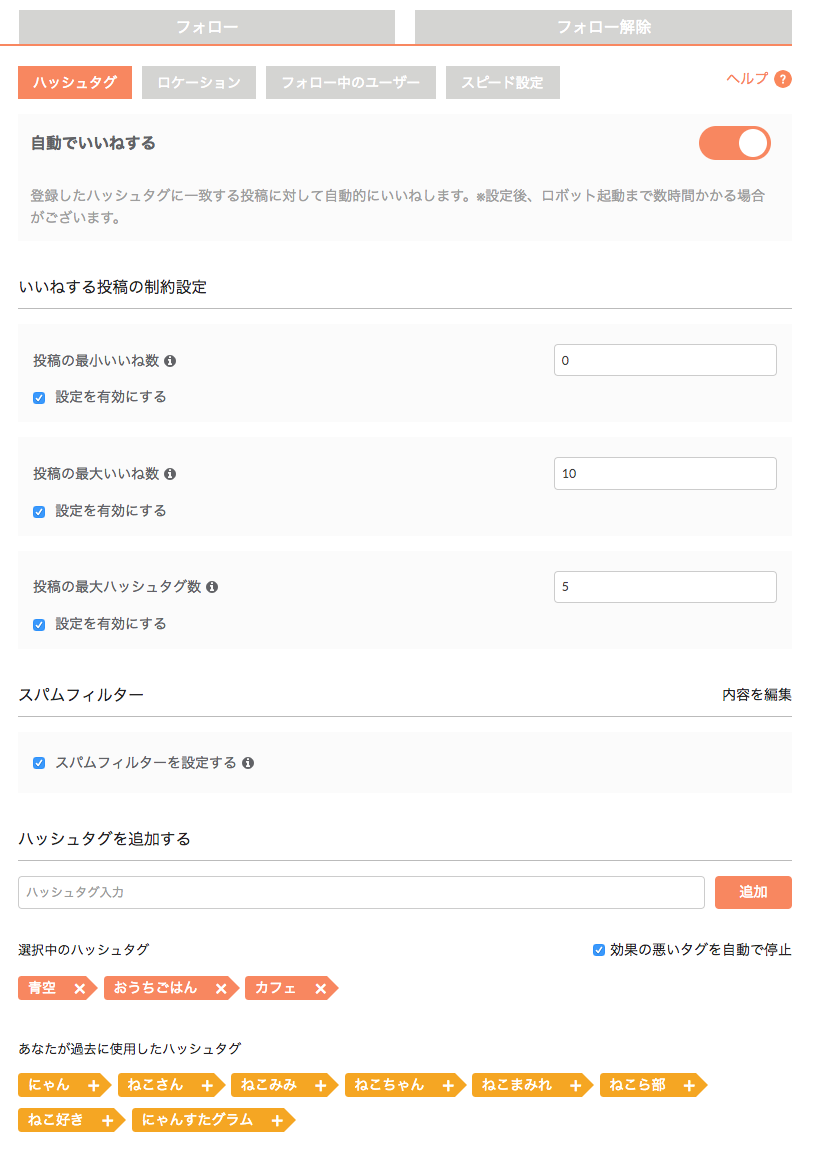 フォロー
フォロー解除
ハッシュタグ
ロケーション
フォロー中のユーザー
スピード設定
ヘルプ ?
自動でいいねする
登録したハッシュタグに一致する投稿に対して自動的にいいねします。※設定後、ロボット起動まで数時間かかる場合
がございます。
いいねする投稿の制約設定
投稿の最小いいね数
0
設定を有効にする
投稿の最大いいね数
10
設定を有効にする
投稿の最大ハッシュタグ数
5
設定を有効にする
スパムフィルター
内容を編集
スパムフィルターを設定する
ハッシュタグを追加する
ハッシュタグ入力
追加
選択中のハッシュタグ
効果の悪いタグを自動で停止
青空 ×
おうちごはん ×
カフェ ×
あなたが過去に使用したハッシュタグ
にゃん +
ねこさん +
ねこみみ +
ねこちゃん +
ねこまみれ +
ねこら部 +
ねこ好き +
にゃんすたグラム +